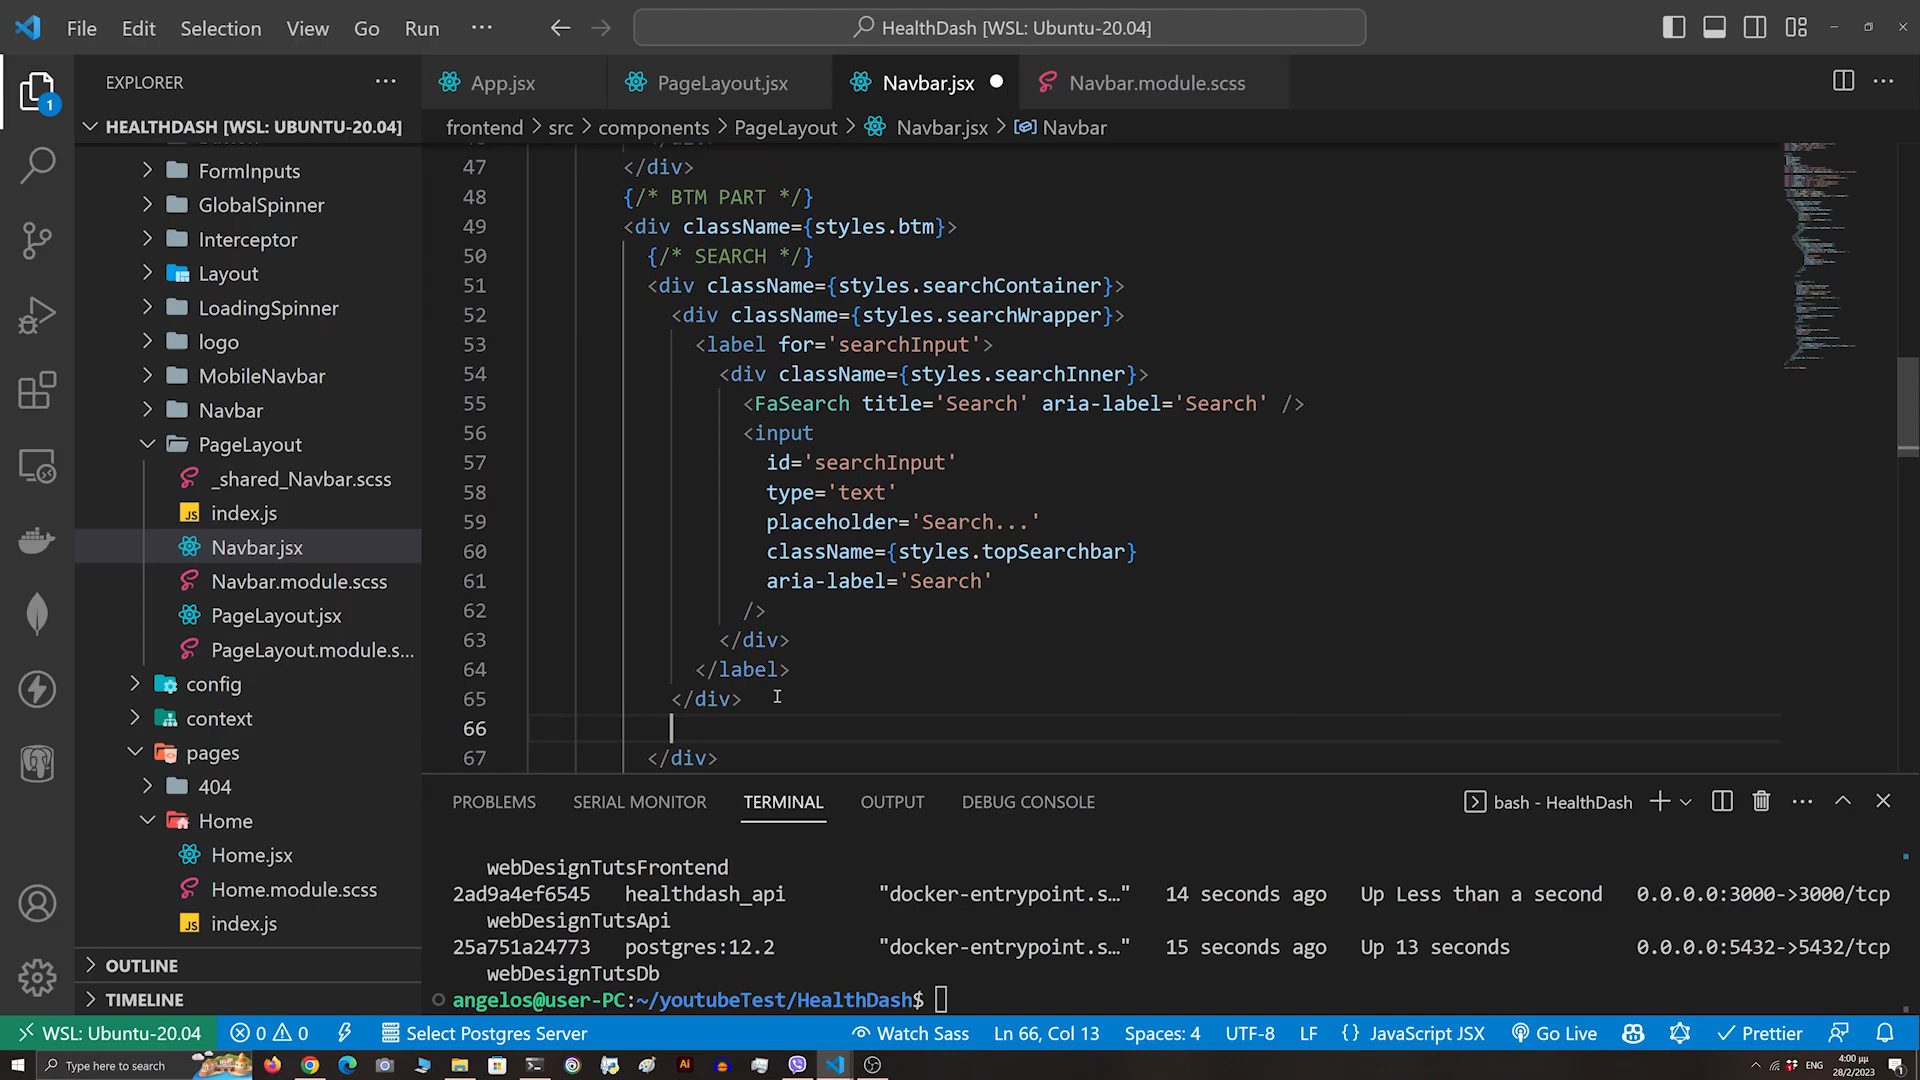 File Edit Selection View Go Run ···
HealthDash [WSL: Ubuntu-20.04]
EXPLORER ···
App.jsx
PageLayout.jsx
Navbar.jsx
Navbar.module.scss
1
HEALTHDASH [WSL: UBUNTU-20.04]
frontend > src > components > PageLayout > Navbar.jsx > Navbar
FormInputs
GlobalSpinner
Interceptor
Layout
LoadingSpinner
logo
MobileNavbar
Navbar
PageLayout
_shared_Navbar.scss
index.js
Navbar.jsx
Navbar.module.scss
PageLayout.jsx
PageLayout.module.s...
config
context
pages
404
Home
Home.jsx
Home.module.scss
index.js
OUTLINE
TIMELINE
47 </div>
48 {/* BTM PART */}
49 <div className={styles.btm}>
50 {/* SEARCH */}
51 <div className={styles.searchContainer}>
52 <div className={styles.searchWrapper}>
53 <label for='searchInput'>
54 <div className={styles.searchInner}>
55 <FaSearch title='Search' aria-label='Search' />
56 <input
57 id='searchInput'
58 type='text'
59 placeholder='Search...'
60 className={styles.topSearchbar}
61 aria-label='Search'
62 />
63 </div>
64 </label>
65 </div>
66
67 </div>
PROBLEMS SERIAL MONITOR TERMINAL OUTPUT DEBUG CONSOLE
bash - HealthDash
webDesignTutsFrontend
2ad9a4ef6545 healthdash_api "docker-entrypoint.s…" 14 seconds ago Up Less than a second 0.0.0.0:3000->3000/tcp
webDesignTutsApi
25a751a24773 postgres:12.2 "docker-entrypoint.s…" 15 seconds ago Up 13 seconds 0.0.0.0:5432->5432/tcp
webDesignTutsDb
angelos@user-PC:~/youtubeTest/HealthDash$
WSL: Ubuntu-20.04 0 0 Select Postgres Server Watch Sass Ln 66, Col 13 Spaces: 4 UTF-8 LF {} JavaScript JSX Go Live Prettier
Type here to search
Ai
ENG
4:00 μμ
28/2/2023